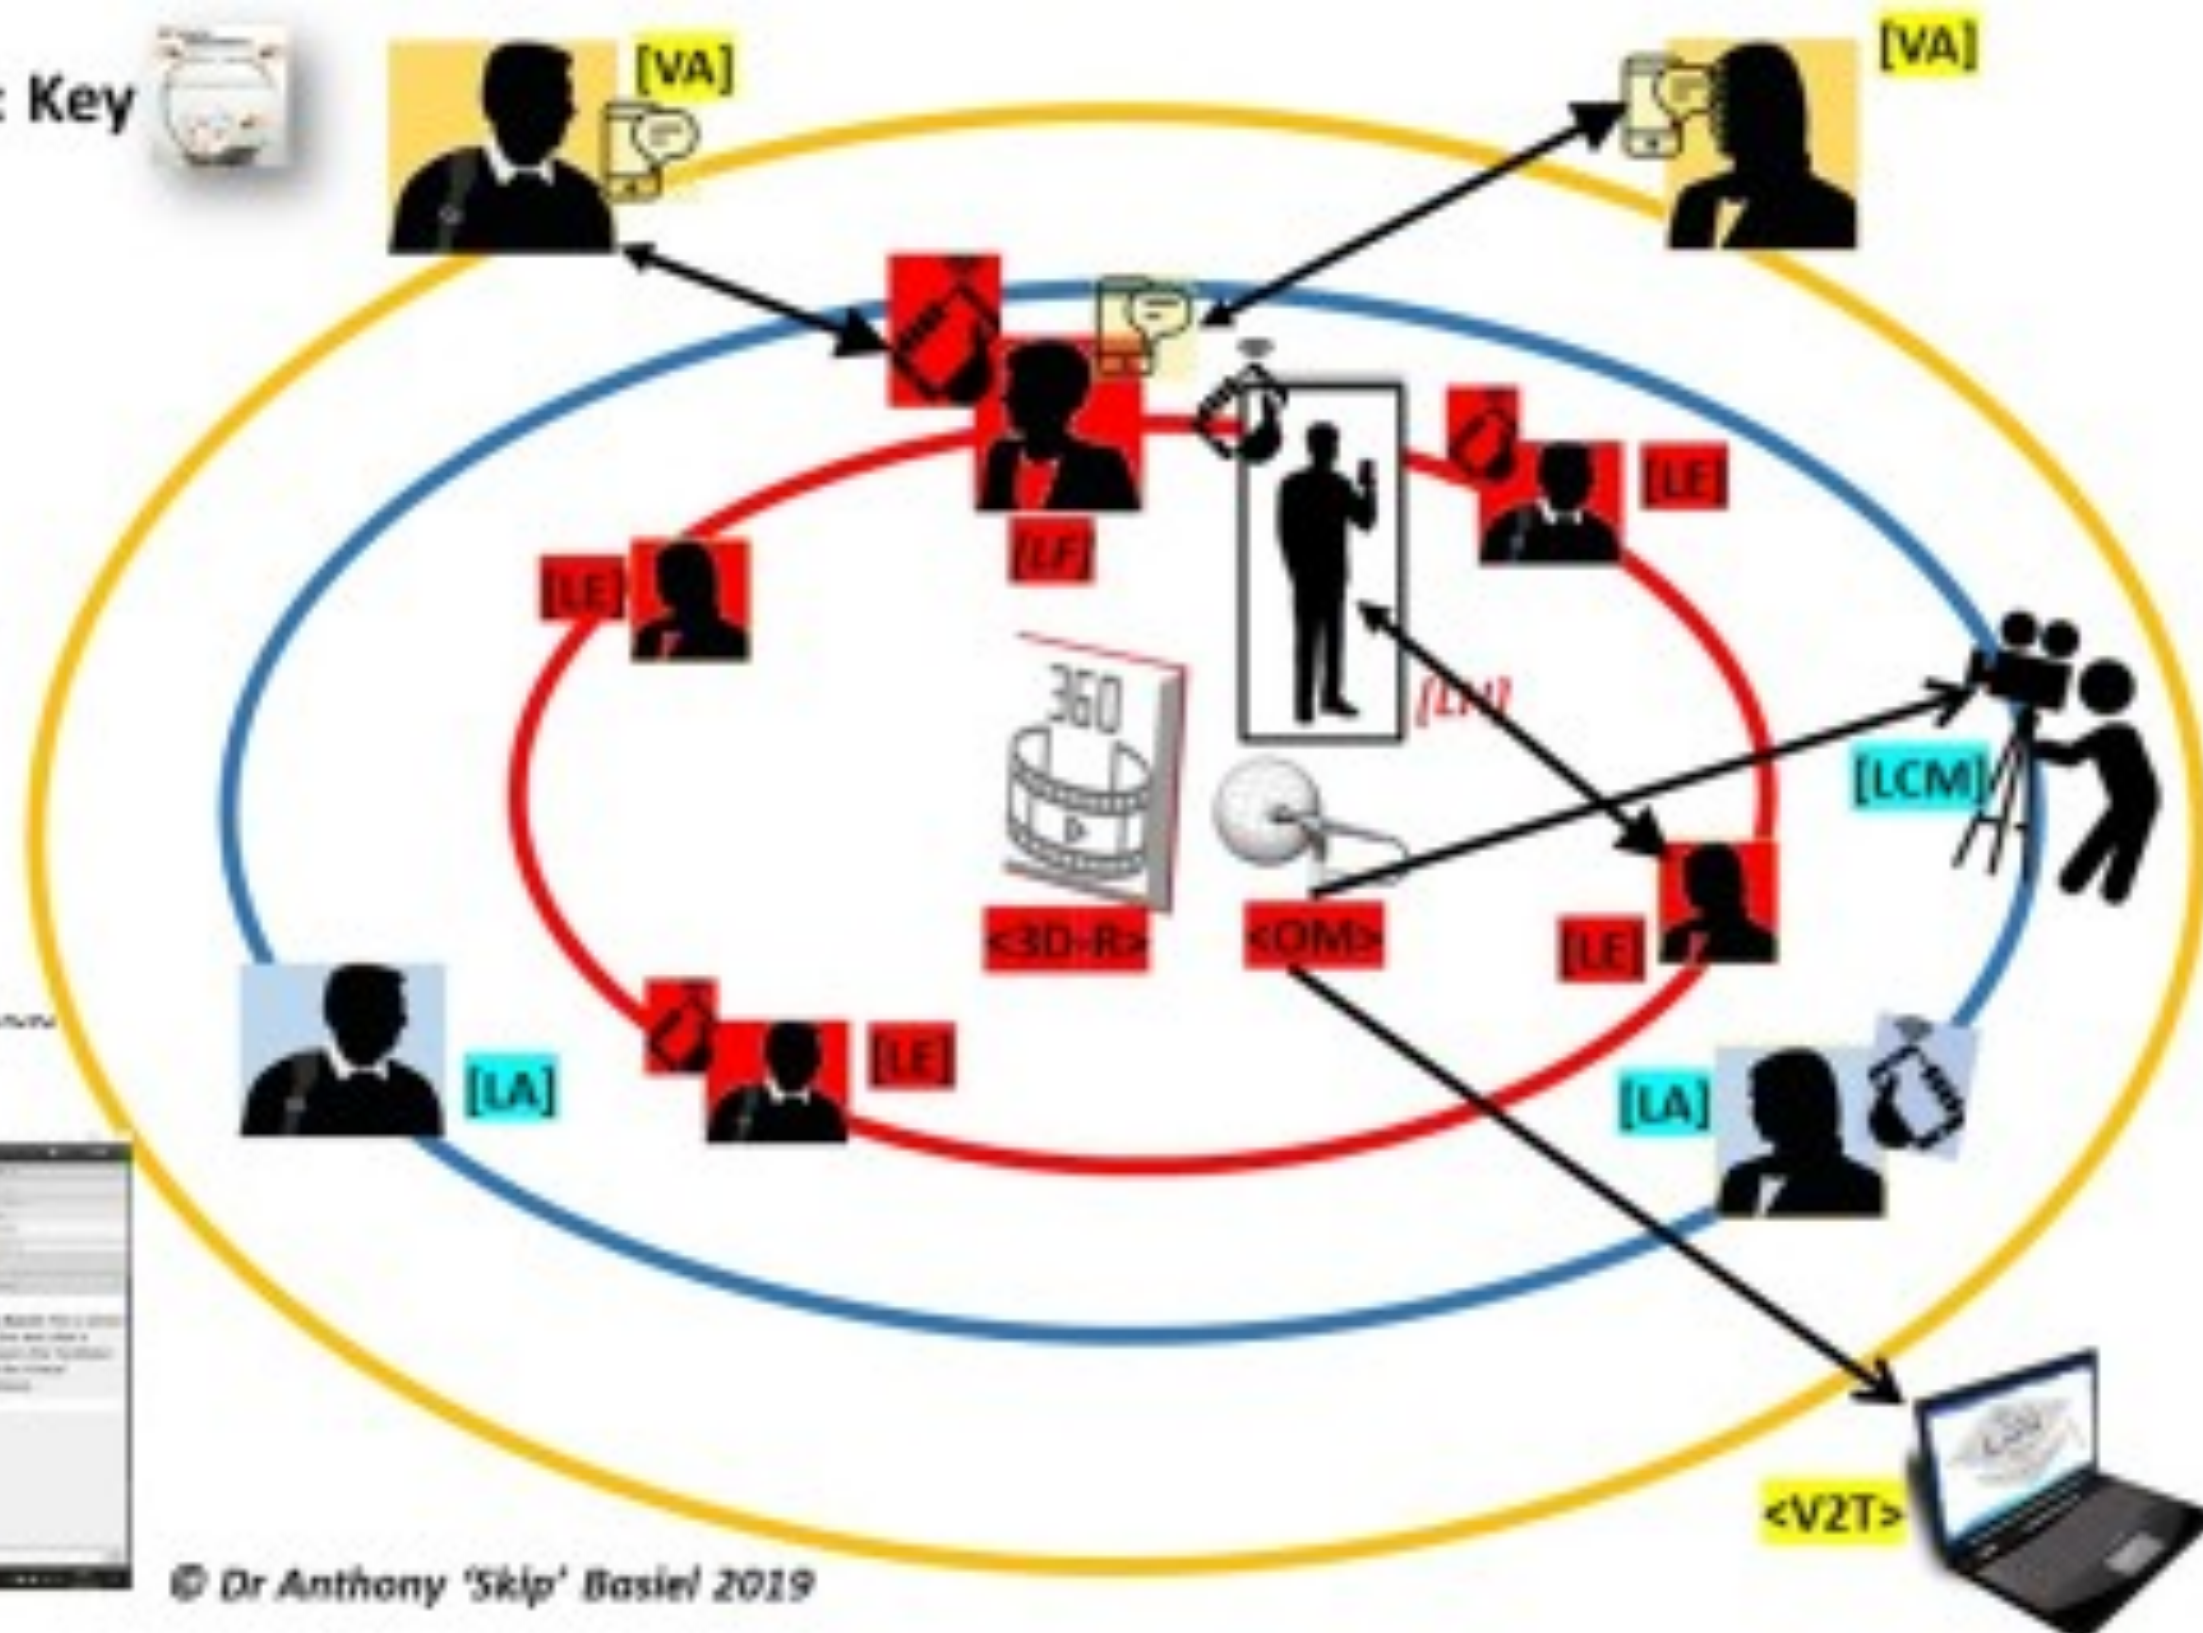 : Key
[VA]
[VA]
[LE]
[LF]
[LE]
360
[LCM]
<3D-R>
<OM>
[LE]
[LE]
[LA]
[LA]
<V2T>
© Dr Anthony ‘Skip’ Basiel 2019